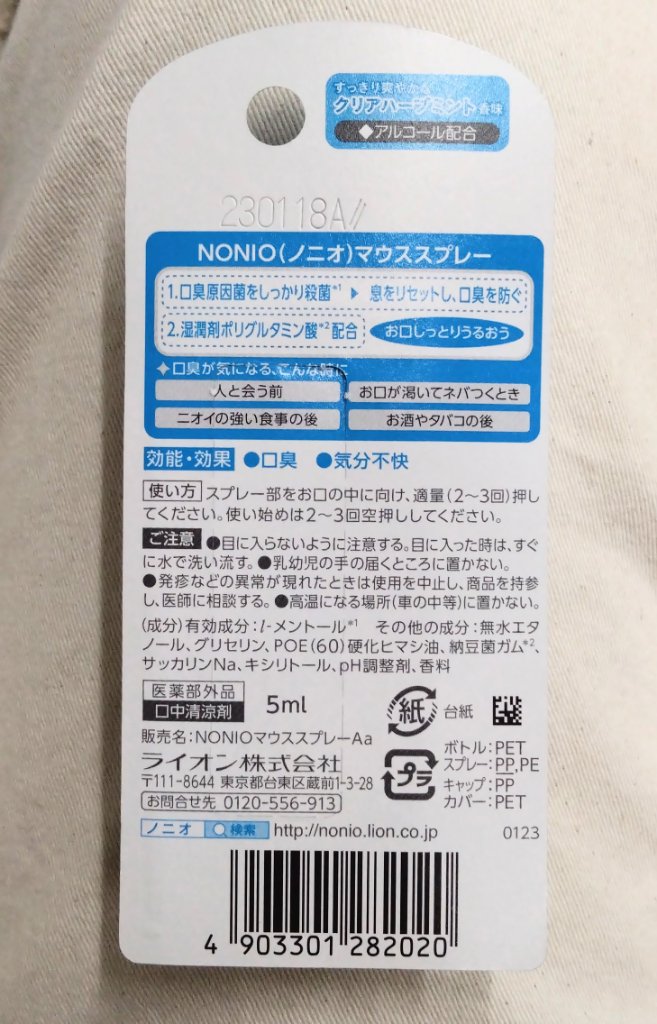 すっきり爽やかな
クリアハーブミント香味
◆アルコール配合
230118A//
NONIO(ノニオ)マウススプレー
1.口臭原因菌をしっかり殺菌*1 ▶ 息をリセットし、口臭を防ぐ
2.湿潤剤ポリグルタミン酸*2配合 お口しっとりうるおう
✦口臭が気になる、こんな時に
人と会う前 お口が渇いてネバつくとき
ニオイの強い食事の後 お酒やタバコの後
効能・効果 ●口臭 ●気分不快
使い方 スプレー部をお口の中に向け、適量(2〜3回)押し
てください。使い始めは2〜3回空押ししてください。
ご注意 ●目に入らないように注意する。目に入った時は、すぐ
に水で洗い流す。●乳幼児の手の届くところに置かない。
●発疹などの異常が現れたときは使用を中止し、商品を持参
し、医師に相談する。●高温になる場所(車の中等)に置かない。
(成分)有効成分:l-メントール*1 その他の成分:無水エタ
ノール、グリセリン、POE(60)硬化ヒマシ油、納豆菌ガム*2、
サッカリンNa、キシリトール、pH調整剤、香料
医薬部外品
口中清涼剤
5ml
販売名:NONIOマウススプレーAa
ライオン株式会社
〒111-8644 東京都台東区蔵前1-3-28
お問合せ先 0120-556-913
紙 台紙
プラ
ボトル:PET
スプレー:PP,PE
キャップ:PP
カバー:PET
ノニオ 検索 http://nonio.lion.co.jp 0123
4 903301 282020